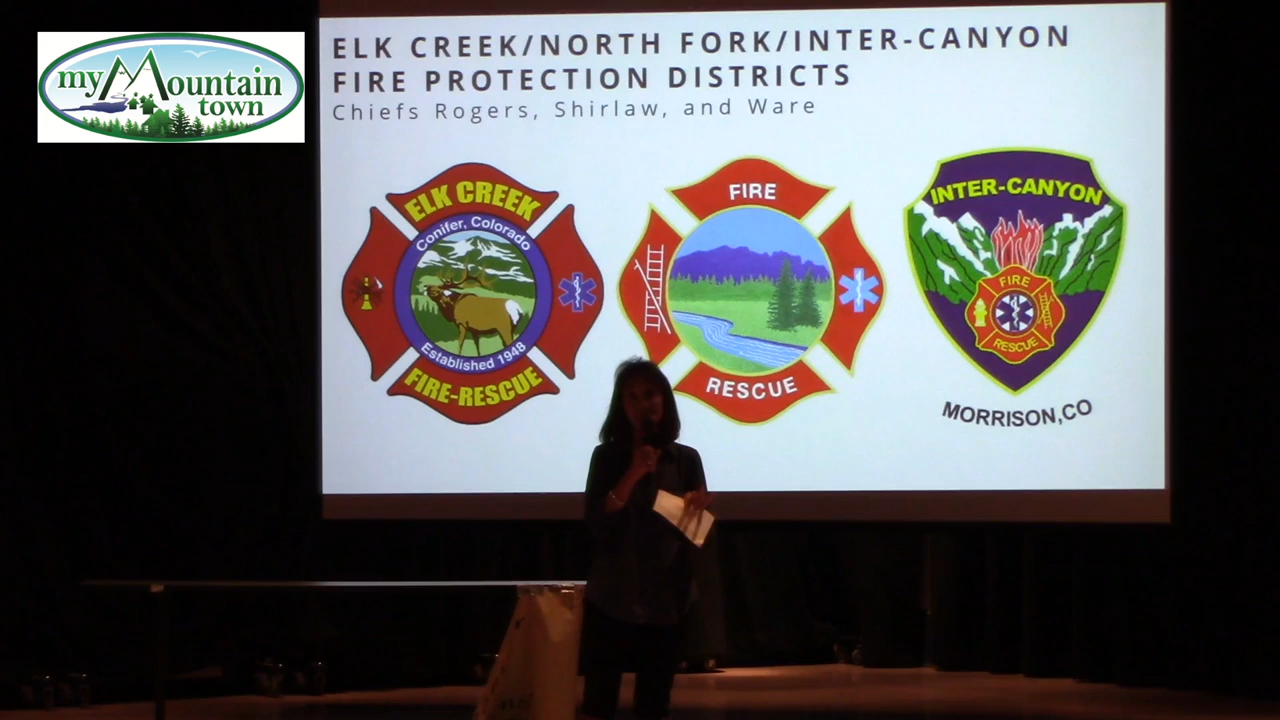 my Mountain
town
ELK CREEK/NORTH FORK/INTER-CANYON
FIRE PROTECTION DISTRICTS
Chiefs Rogers, Shirlaw, and Ware
ELK CREEK
Conifer, Colorado
Established 1948
FIRE-RESCUE
FIRE
RESCUE
INTER-CANYON
FIRE
RESCUE
MORRISON,CO